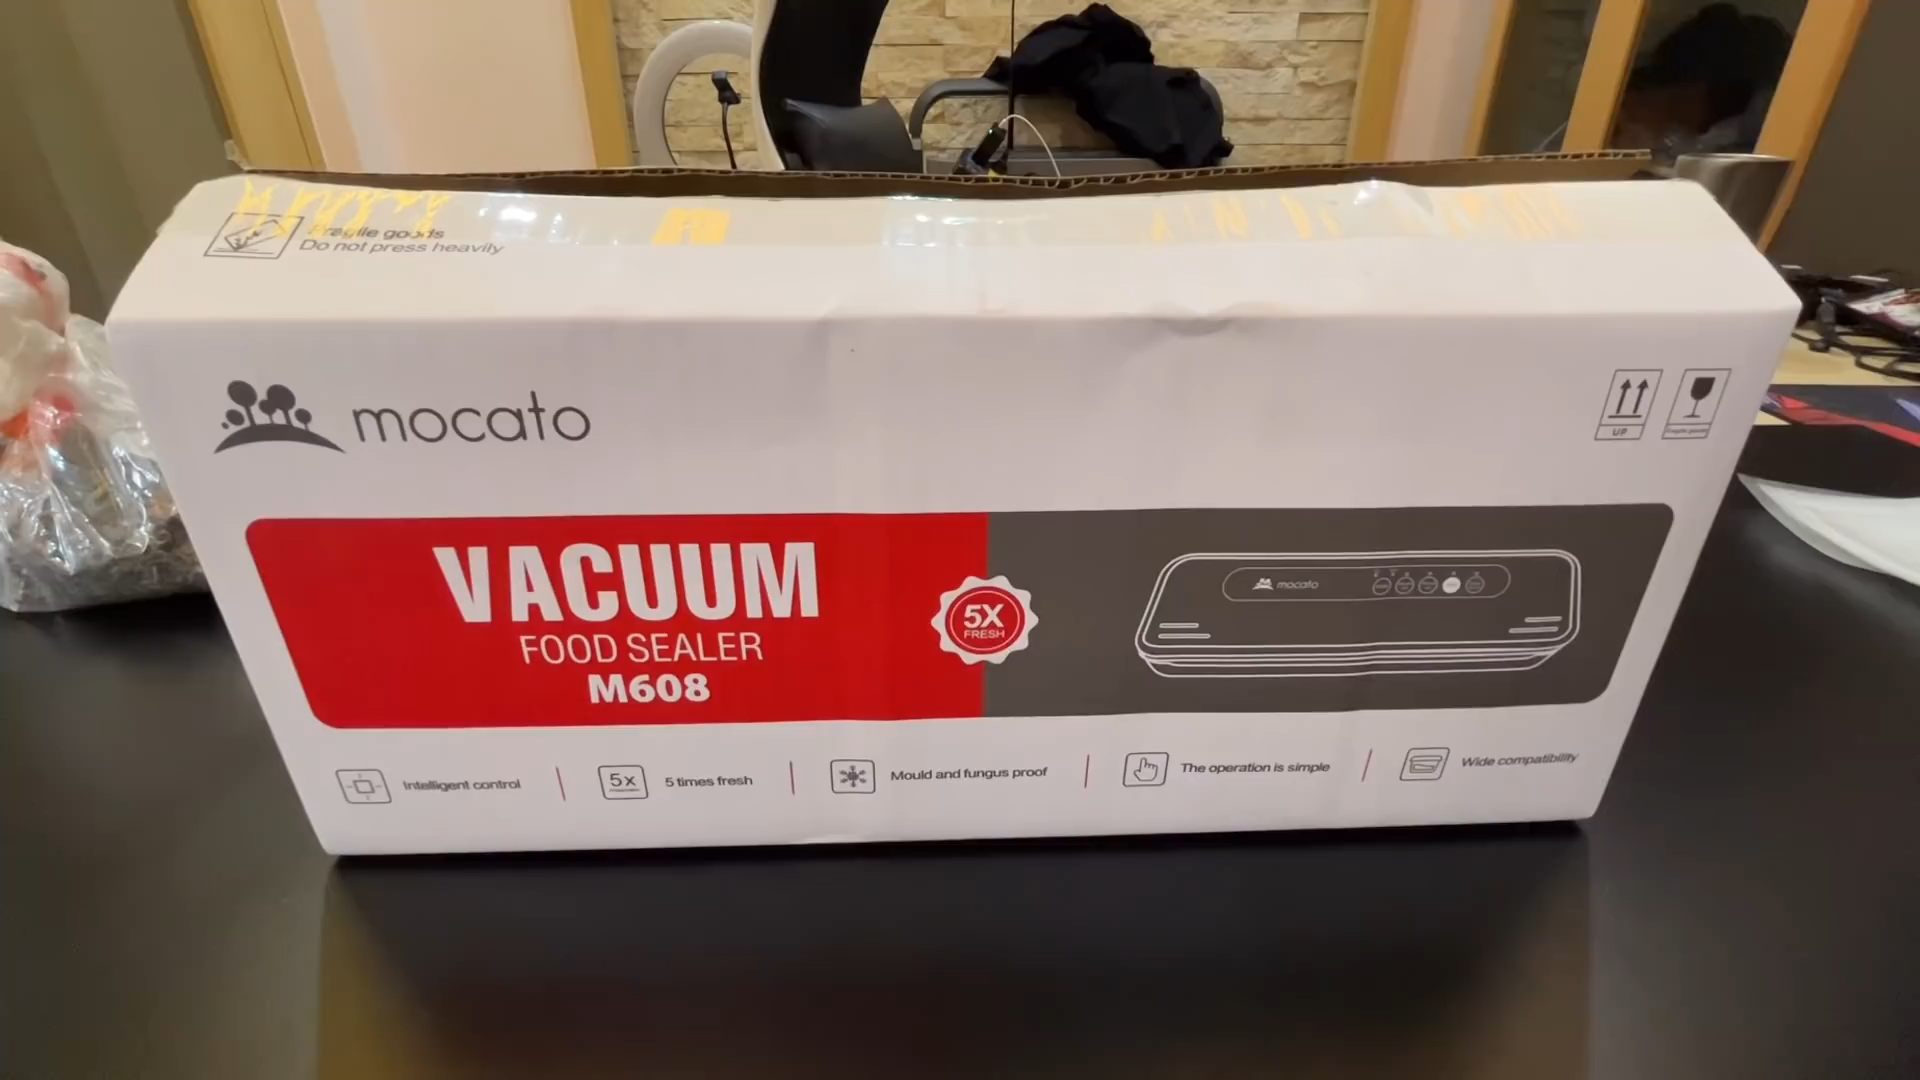 Fragile goods
Do not press heavily
mocato
UP
VACUUM
FOOD SEALER
M608
5X
FRESH
mocato
Intelligent control
5x
5 times fresh
Mould and fungus proof
The operation is simple
Wide compatibility